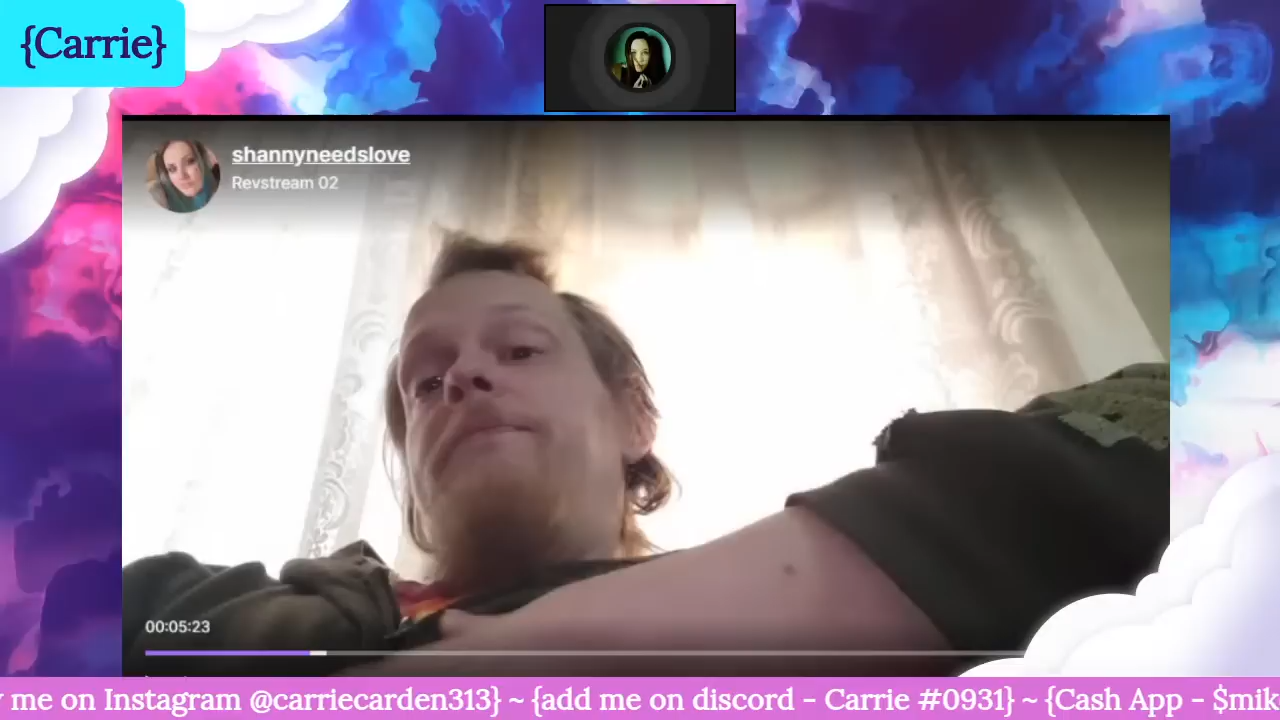 {Carrie}
shannyneedslove
Revstream 02
00:05:23
me on Instagram @carriecarden313} ~ {add me on discord - Carrie #0931} ~ {Cash App - $mik